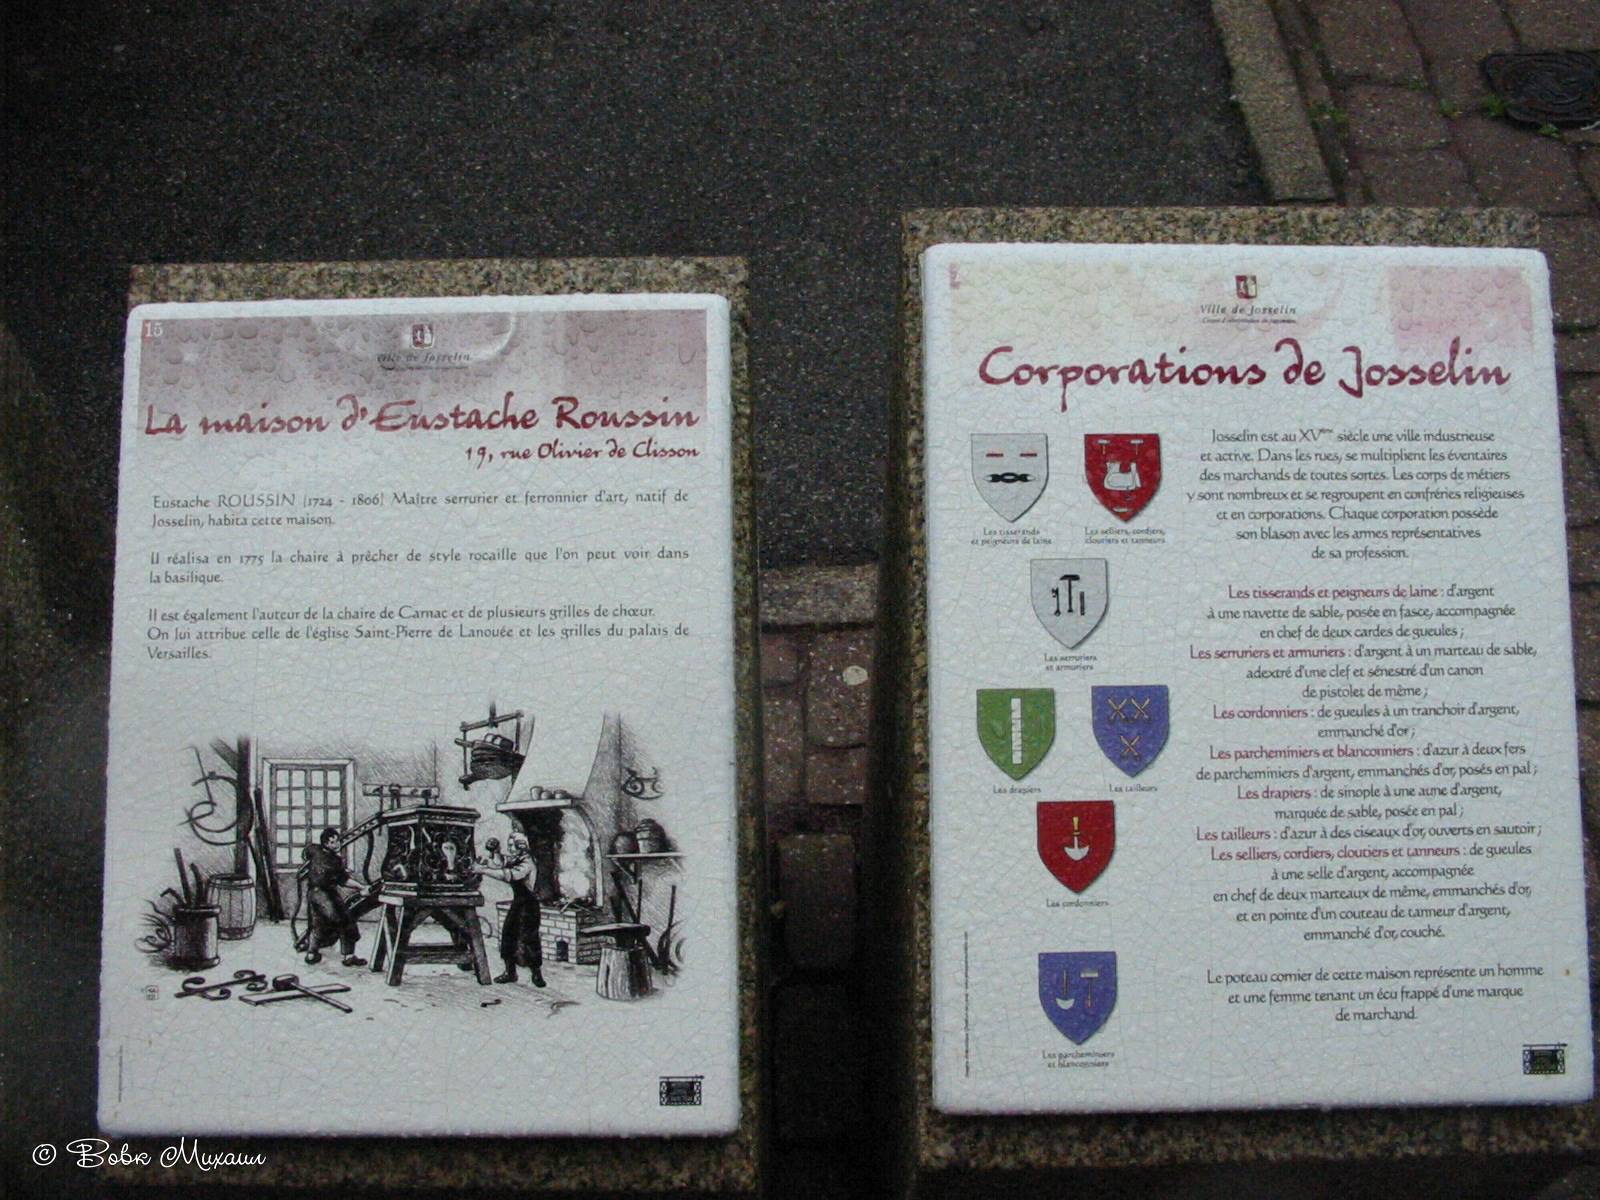 15
Ville de Josselin
La maison d'Eustache Roussin
19, rue Olivier de Clisson
Eustache ROUSSIN (1724 - 1806) Maître serrurier et ferronnier d'art, natif de
Josselin, habita cette maison.
Il réalisa en 1775 la chaire à prêcher de style rocaille que l'on peut voir dans
la basilique.
Il est également l'auteur de la chaire de Carnac et de plusieurs grilles de chœur.
On lui attribue celle de l'église Saint-Pierre de Lanouée et les grilles du palais de
Versailles.
Ville de Josselin
Corporations de Josselin
Les tisserands
et peigneurs de laine
Les selliers, cordiers,
cloutiers et tanneurs
Les serruriers
et armuriers
Les drapiers
Les tailleurs
Les cordonniers
Les parcheminiers
et blanconniers
Josselin est au XVème siècle une ville industrieuse
et active. Dans les rues, se multiplient les éventaires
des marchands de toutes sortes. Les corps de métiers
y sont nombreux et se regroupent en confréries religieuses
et en corporations. Chaque corporation possède
son blason avec les armes représentatives
de sa profession.
Les tisserands et peigneurs de laine : d'argent
à une navette de sable, posée en fasce, accompagnée
en chef de deux cardes de gueules ;
Les serruriers et armuriers : d'argent à un marteau de sable,
adextré d'une clef et sénestré d'un canon
de pistolet de même ;
Les cordonniers : de gueules à un tranchoir d'argent,
emmanché d'or ;
Les parcheminiers et blanconniers : d'azur à deux fers
de parcheminiers d'argent, emmanchés d'or, posés en pal ;
Les drapiers : de sinople à une aune d'argent,
marquée de sable, posée en pal ;
Les tailleurs : d'azur à des ciseaux d'or, ouverts en sautoir ;
Les selliers, cordiers, cloutiers et tanneurs : de gueules
à une selle d'argent, accompagnée
en chef de deux marteaux de même, emmanchés d'or,
et en pointe d'un couteau de tanneur d'argent,
emmanché d'or, couché.
Le poteau cornier de cette maison représente un homme
et une femme tenant un écu frappé d'une marque
de marchand.
© Вовк Михаил